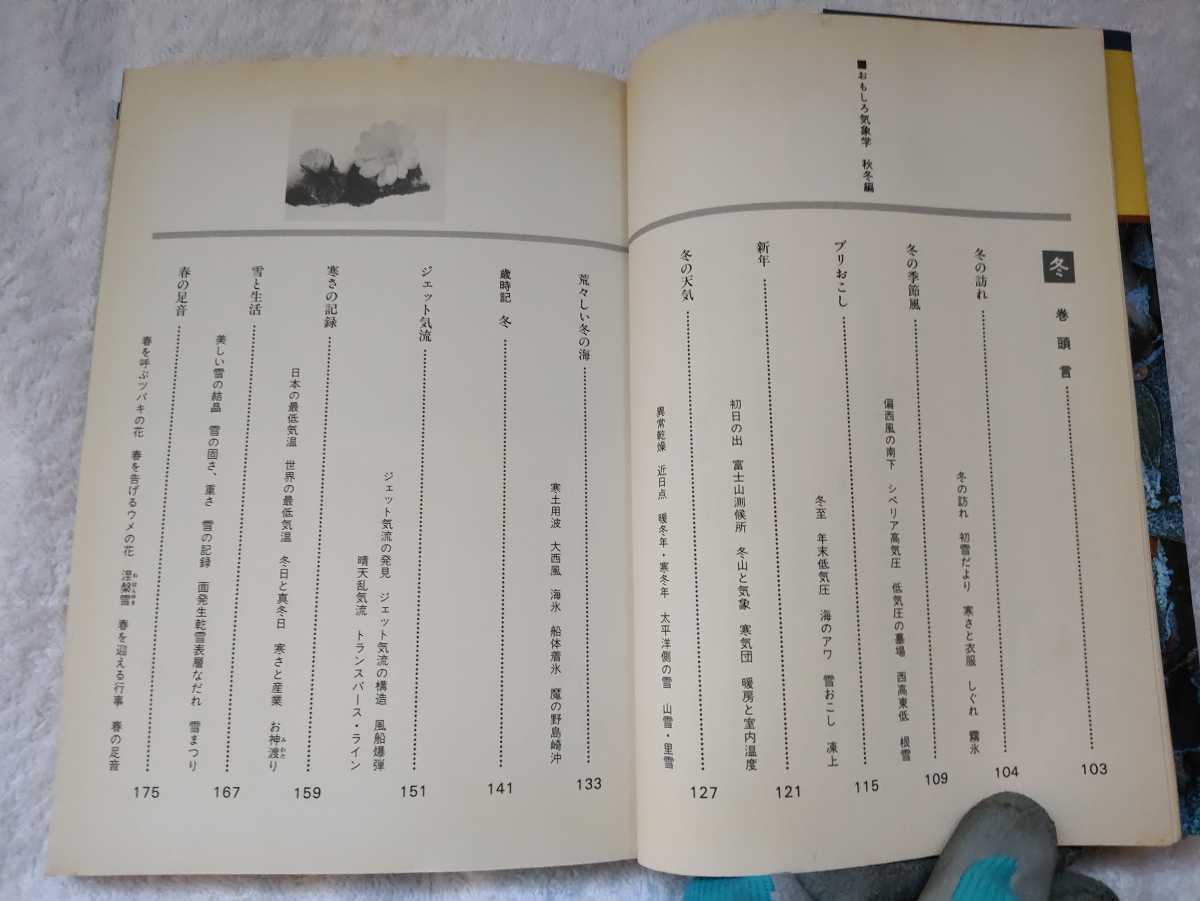 ■おもしろ気象学 秋冬編
冬 巻頭言 103
冬の訪れ 104
冬の訪れ 初雪だより 寒さと衣服 しぐれ 霧氷
冬の季節風 109
偏西風の南下 シベリア高気圧 低気圧の墓場 西高東低 根雪
ブリおこし 115
冬至 年末低気圧 海のアワ 雪おこし 凍上
新年 121
初日の出 富士山測候所 冬山と気象 寒気団 暖房と室内温度
冬の天気 127
異常乾燥 近日点 暖冬年・寒冬年 太平洋側の雪 山雪・里雪
荒々しい冬の海 133
寒土用波 大西風 海氷 船体着氷 魔の野島崎沖
歳時記 冬 141
ジェット気流 151
ジェット気流の発見 ジェット気流の構造 風船爆弾
晴天乱気流 トランスバース・ライン
寒さの記録 159
日本の最低気温 世界の最低気温 冬日と真冬日 寒さと産業 お神渡り
雪と生活 167
美しい雪の結晶 雪の固さ、重さ 雪の記録 面発生乾雪表層なだれ 雪まつり
春の足音 175
春を呼ぶツバキの花 春を告げるウメの花 涅槃雪 春を迎える行事 春の足音